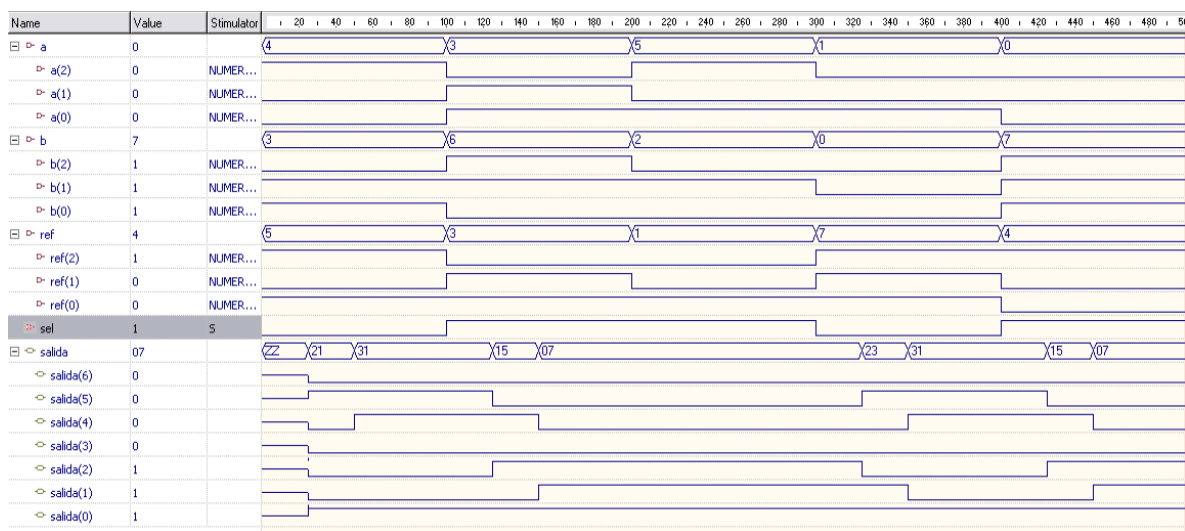 Name Value Stimulator 20 40 60 80 100 120 140 160 180 200 220 240 260 280 300 320 340 360 380 400 420 440 460 480 50
a 0 4 3 5 1 0
a(2) 0 NUMER...
a(1) 0 NUMER...
a(0) 0 NUMER...
b 7 3 6 2 0 7
b(2) 1 NUMER...
b(1) 1 NUMER...
b(0) 1 NUMER...
ref 4 5 3 1 7 4
ref(2) 1 NUMER...
ref(1) 0 NUMER...
ref(0) 0 NUMER...
sel 1 S
salida 07 ZZ 21 31 15 07 23 31 15 07
salida(6) 0
salida(5) 0
salida(4) 0
salida(3) 0
salida(2) 1
salida(1) 1
salida(0) 1